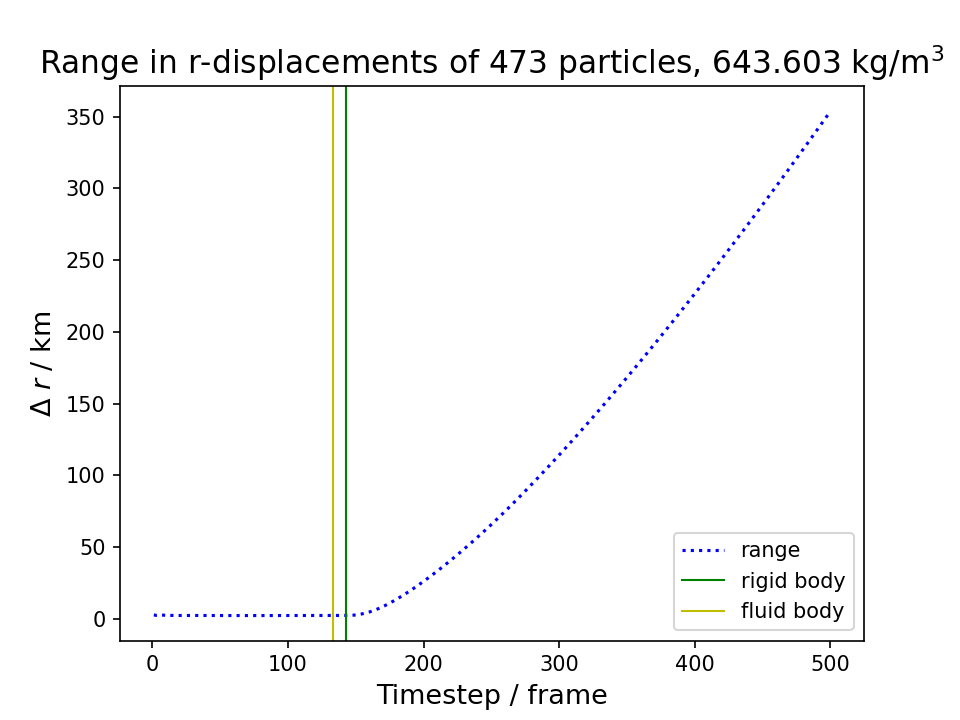 Range in r-displacements of 473 particles, 643.603 kg/m³
350
300
250
200
150
100
50
0
Δ r / km
0 100 200 300 400 500
Timestep / frame
range
rigid body
fluid body